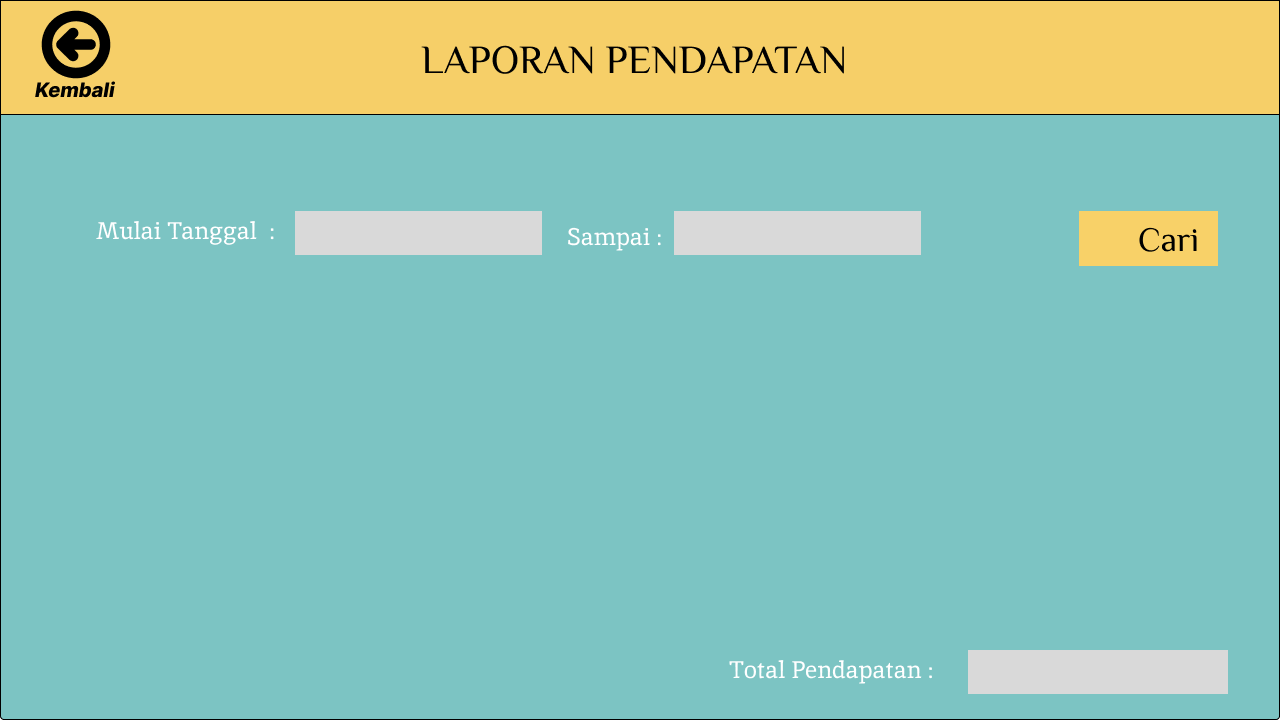 LAPORAN PENDAPATAN
Kembali
Mulai Tanggal :
Sampai :
Cari
Total Pendapatan :